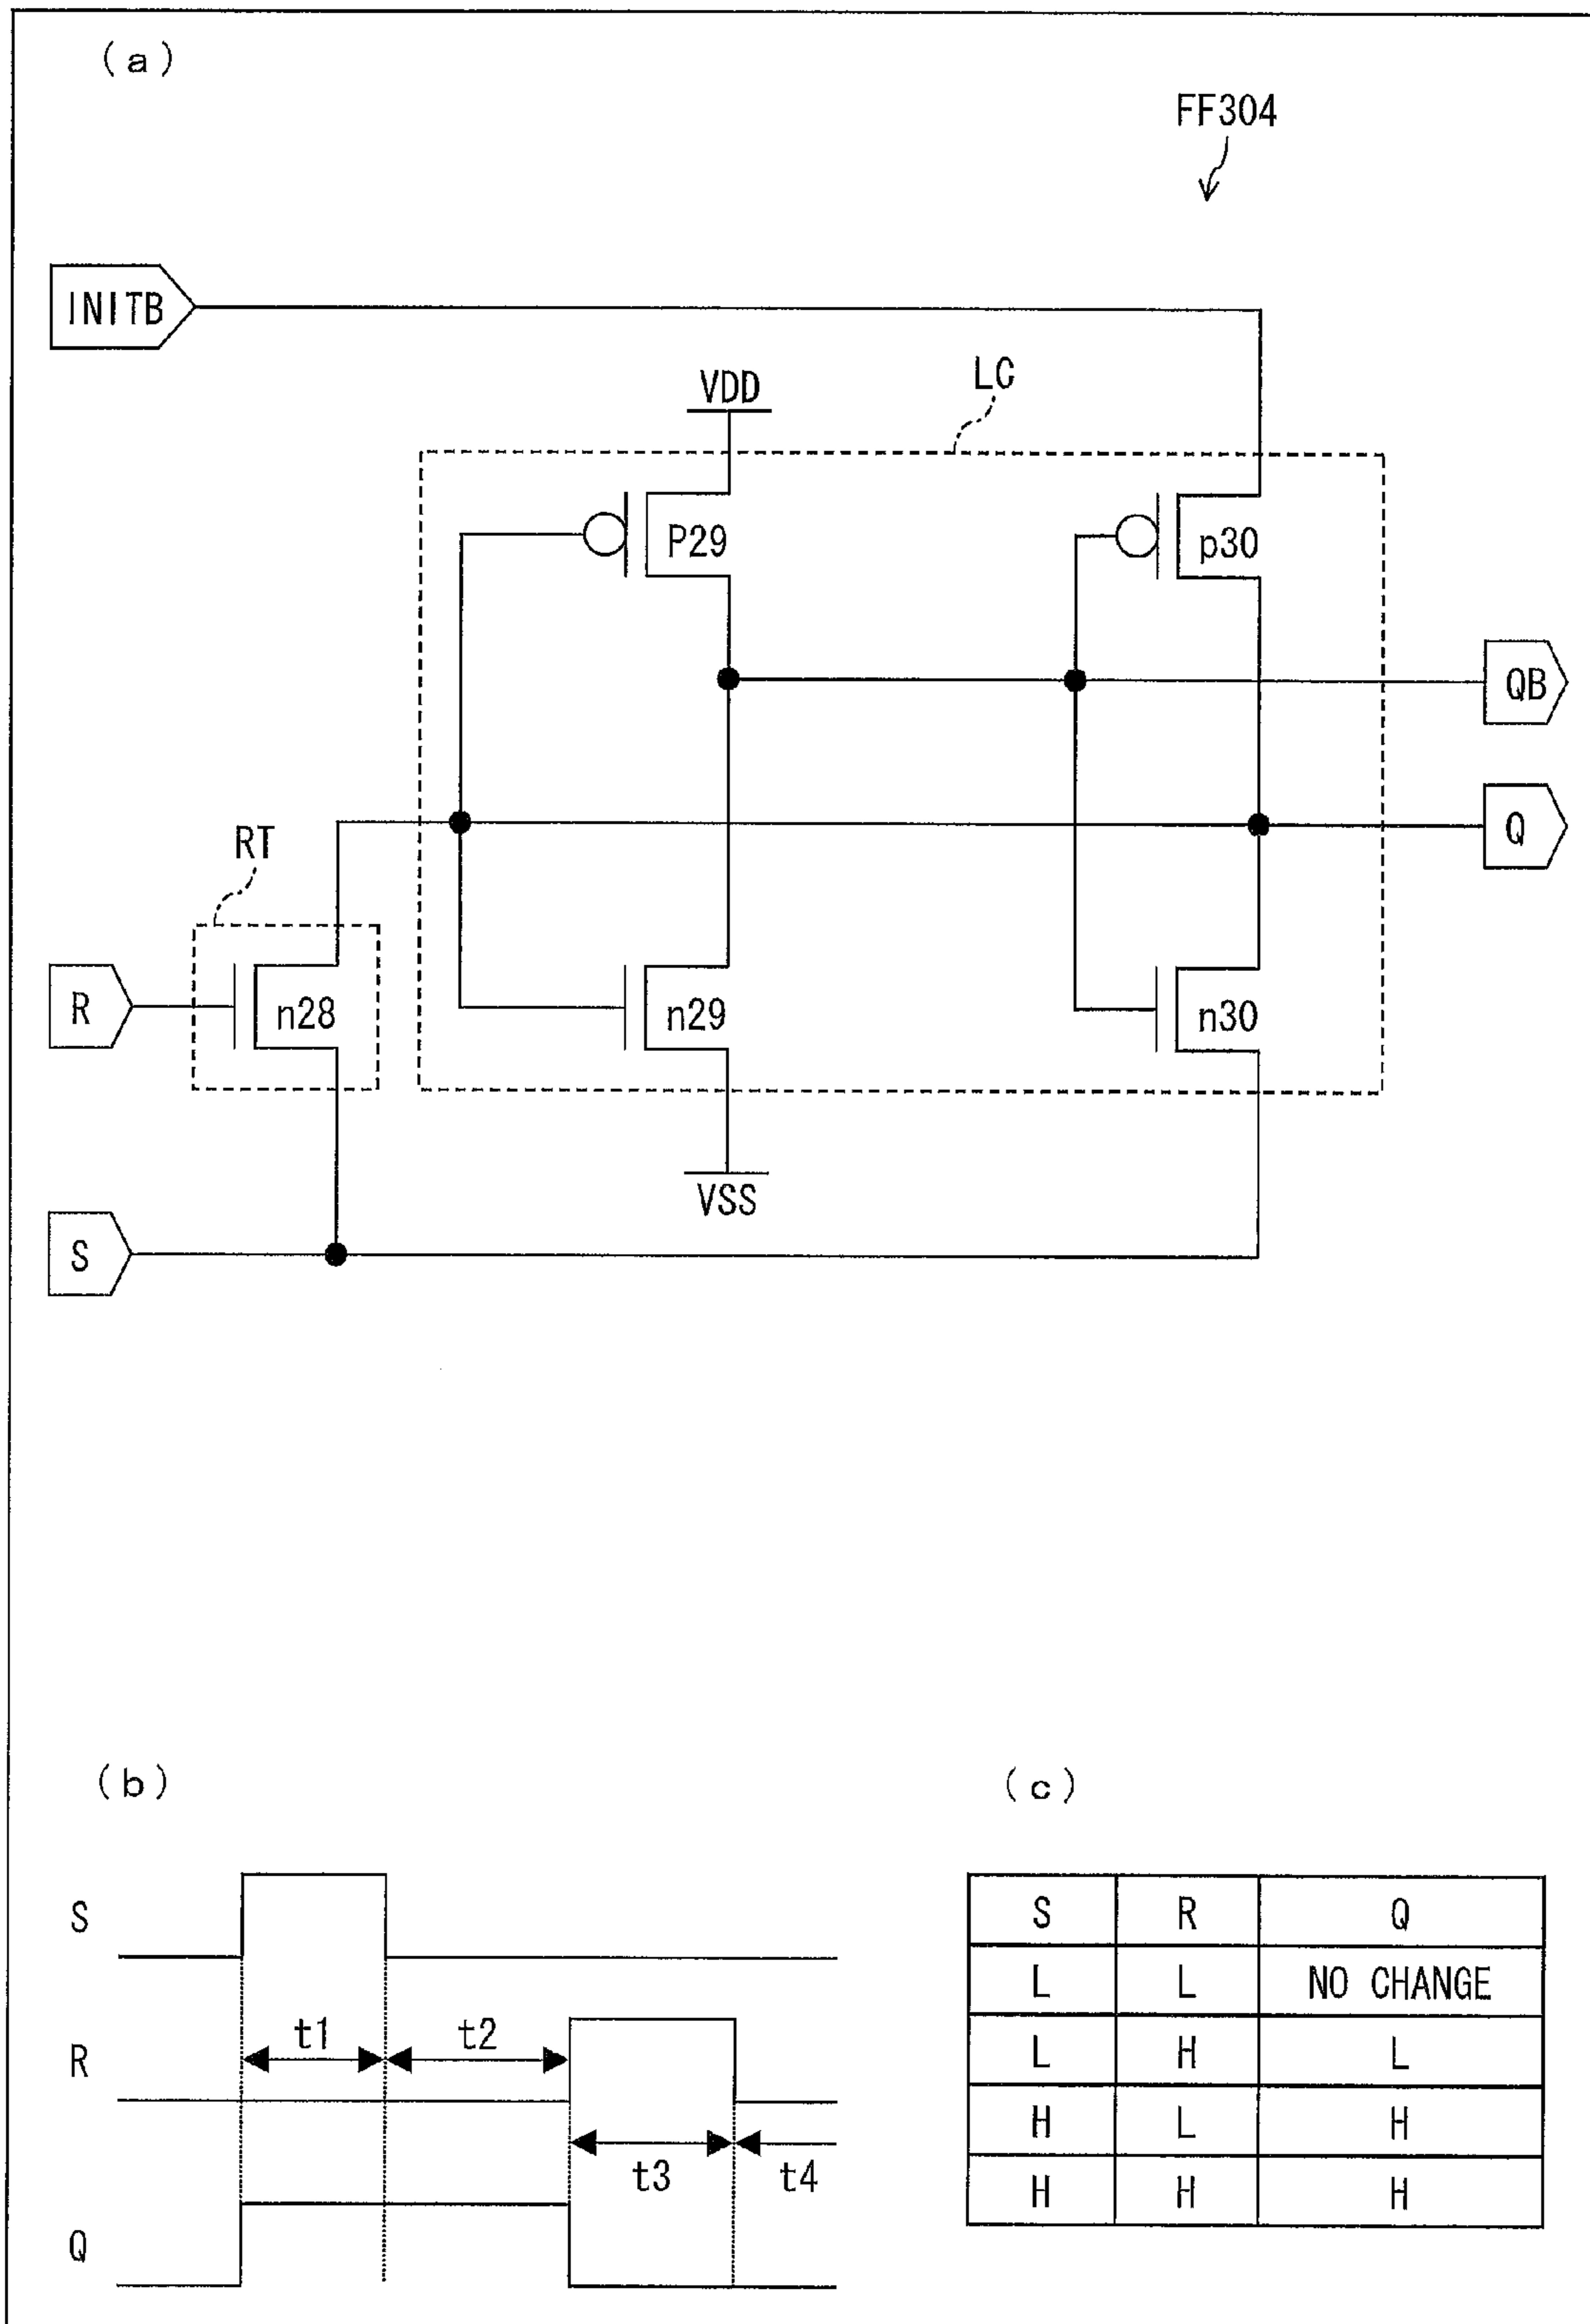 (a)
FF304
INITB
LC
VDD
P29
p30
QB
Q
RT
R
n28
n29
n30
VSS
S
(b)
(c)
S
R
Q
t1
t2
t3
t4
S R Q
L L NO CHANGE
L H L
H L H
H H H